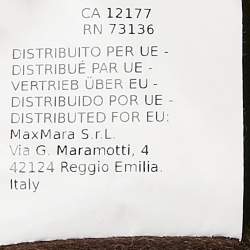 CA 12177
RN 73136
DISTRIBUITO PER UE -
DISTRIBUÉ PAR UE -
VERTRIEB ÜBER EU -
DISTRIBUIDO POR UE -
DISTRIBUTED FOR EU:
MaxMara S.r.L.
Via G. Maramotti, 4
42124 Reggio Emilia.
Italy